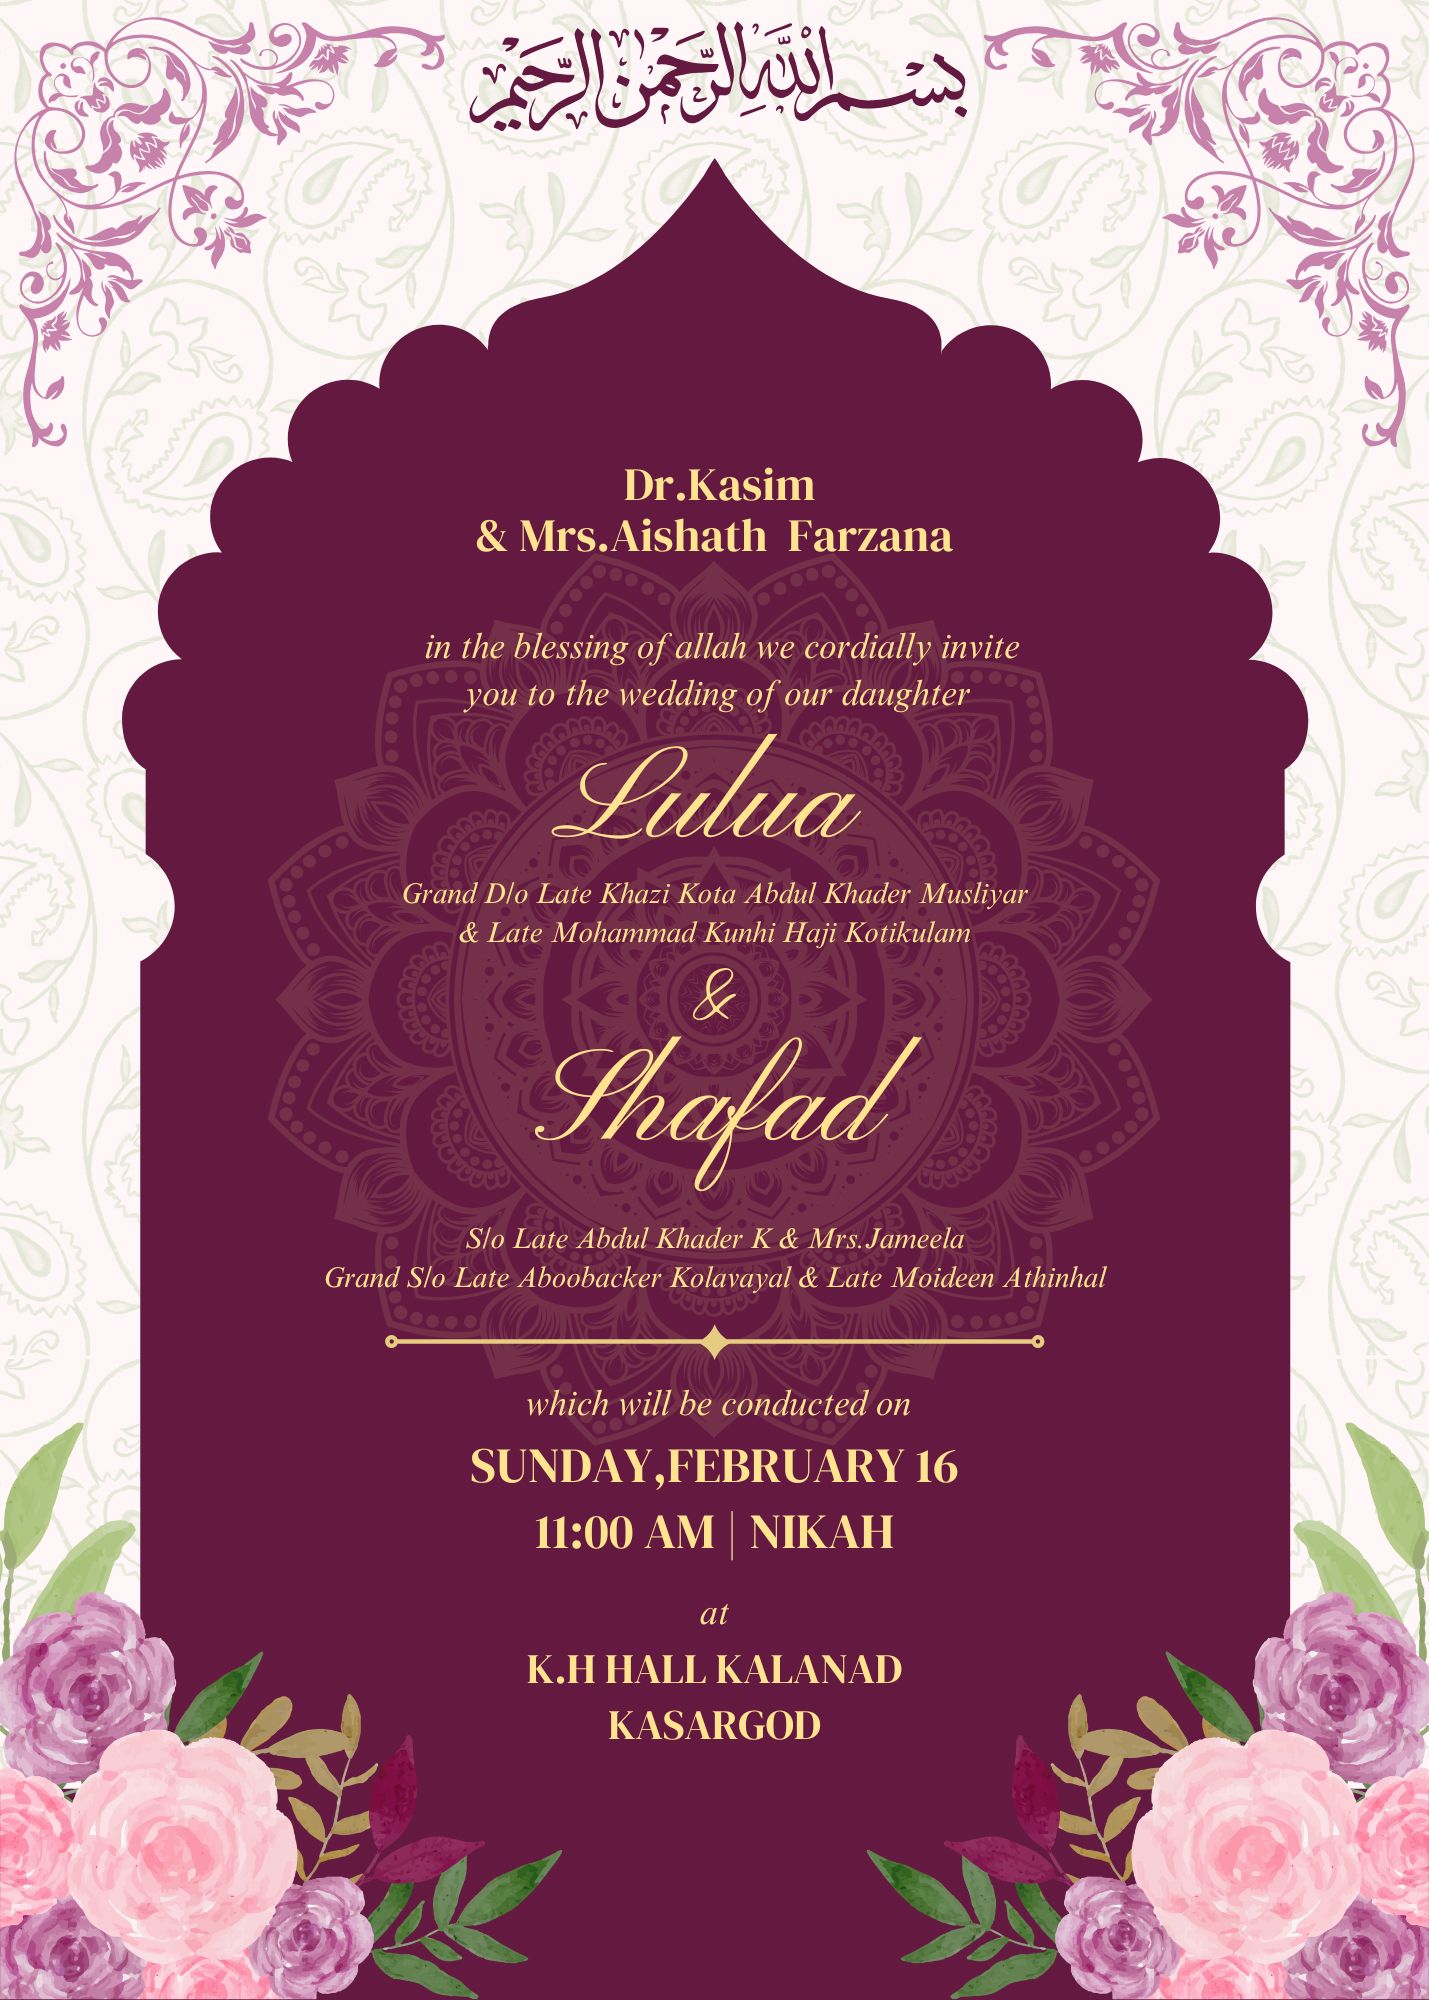 بسم الله الرحمن الرحيم
Dr.Kasim
& Mrs.Aishath Farzana
in the blessing of allah we cordially invite
you to the wedding of our daughter
Lulua
Grand D/o Late Khazi Kota Abdul Khader Musliyar
& Late Mohammad Kunhi Haji Kotikulam
&
Shafad
S/o Late Abdul Khader K & Mrs.Jameela
Grand S/o Late Aboobacker Kolavayal & Late Moideen Athinhal
which will be conducted on
SUNDAY,FEBRUARY 16
11:00 AM | NIKAH
at
K.H HALL KALANAD
KASARGOD